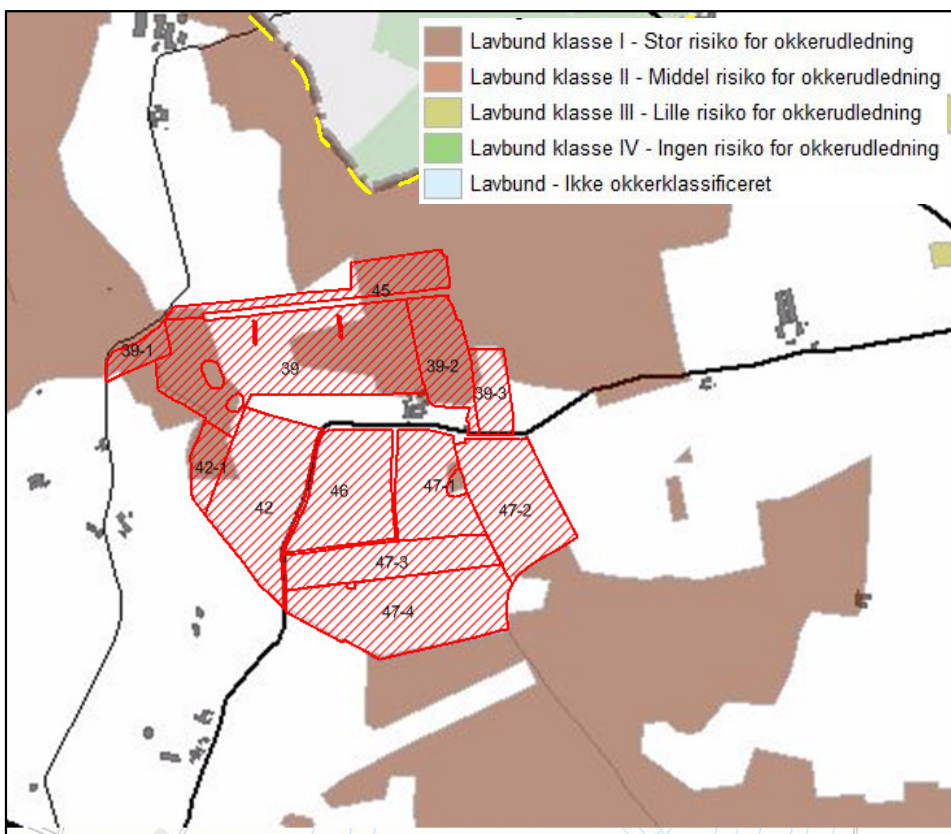 Lavbund klasse I - Stor risiko for okkerudledning
Lavbund klasse II - Middel risiko for okkerudledning
Lavbund klasse III - Lille risiko for okkerudledning
Lavbund klasse IV - Ingen risiko for okkerudledning
Lavbund - Ikke okkerklassificeret
45
39-1
39
39-2
39-3
42-1
42
46
47-1
47-2
47-3
47-4